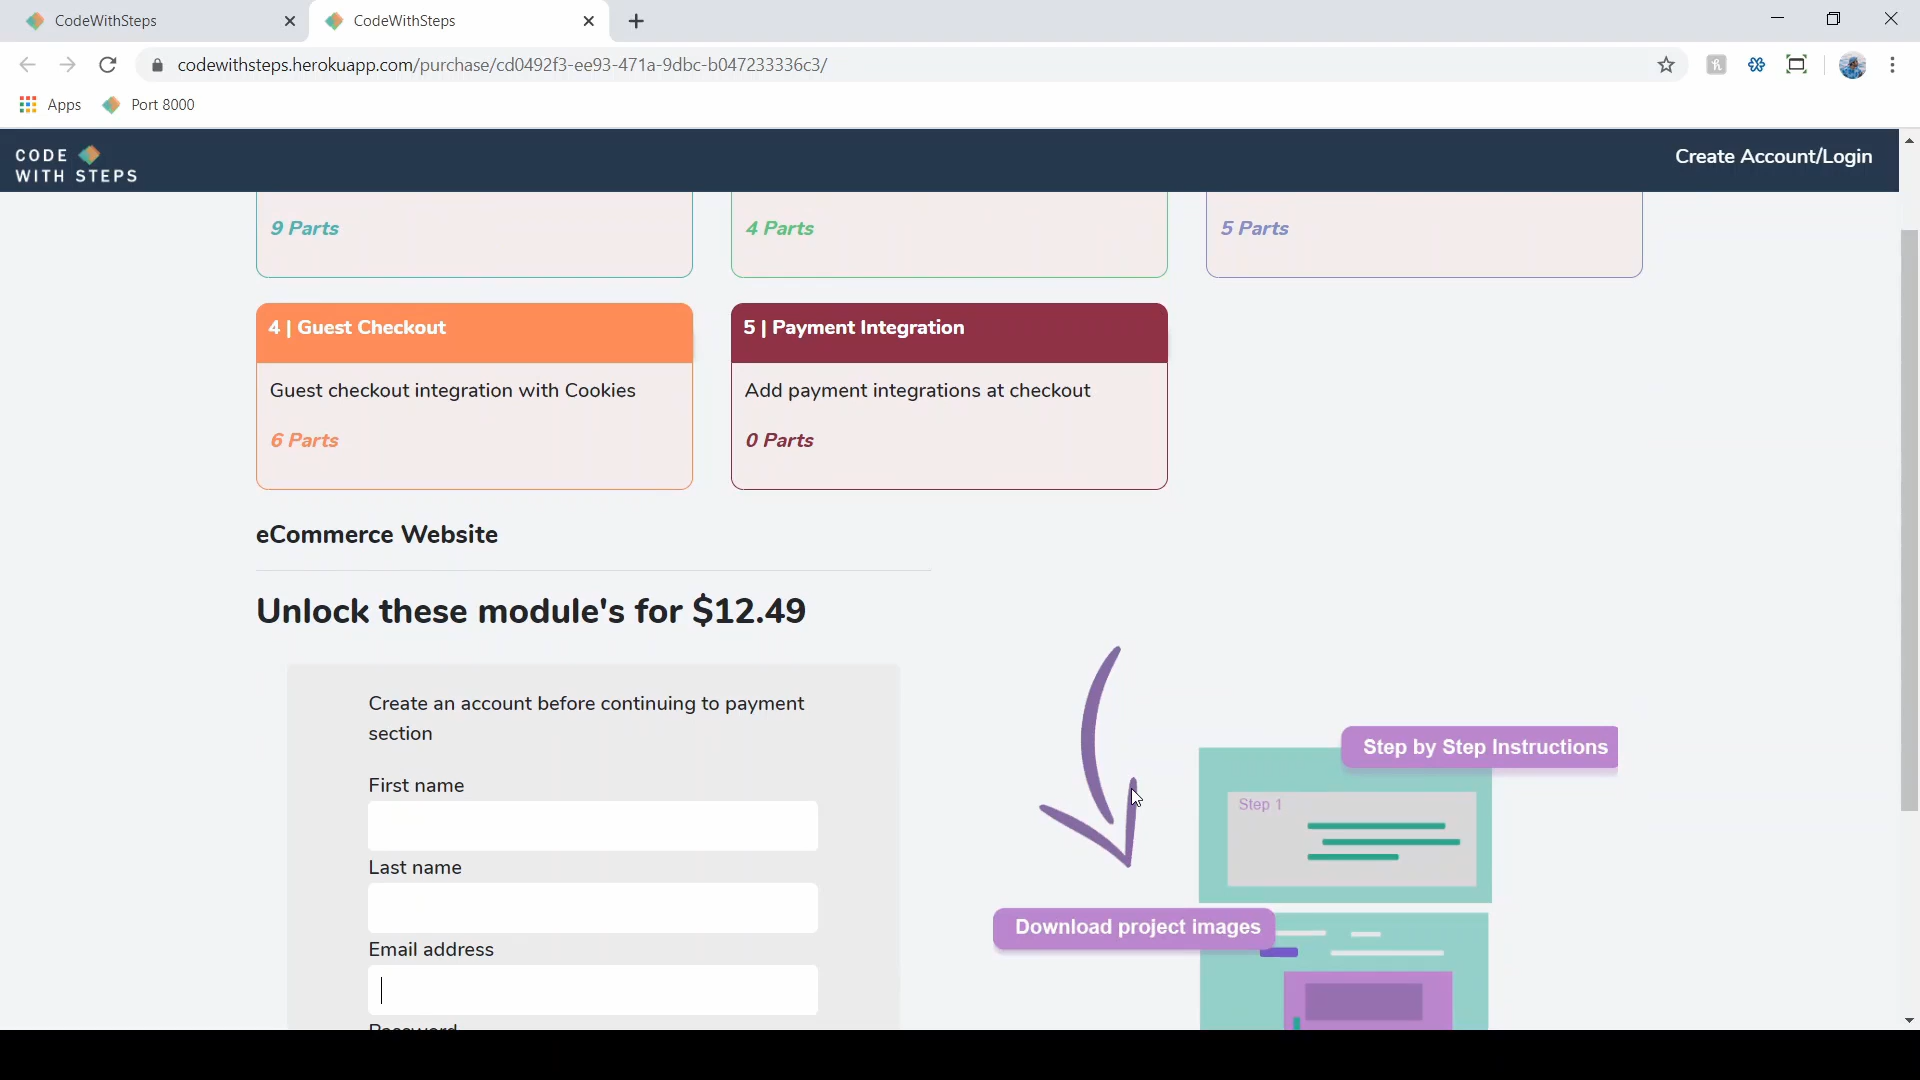 CodeWithSteps
CodeWithSteps
codewithsteps.herokuapp.com/purchase/cd0492f3-ee93-471a-9dbc-b047233336c3/
Apps
Port 8000
CODE
WITH STEPS
Create Account/Login
9 Parts
4 Parts
5 Parts
4 | Guest Checkout
5 | Payment Integration
Guest checkout integration with Cookies
Add payment integrations at checkout
6 Parts
0 Parts
eCommerce Website
Unlock these module's for $12.49
Create an account before continuing to payment
section
First name
Last name
Email address
Password
Step by Step Instructions
Step 1
Download project images